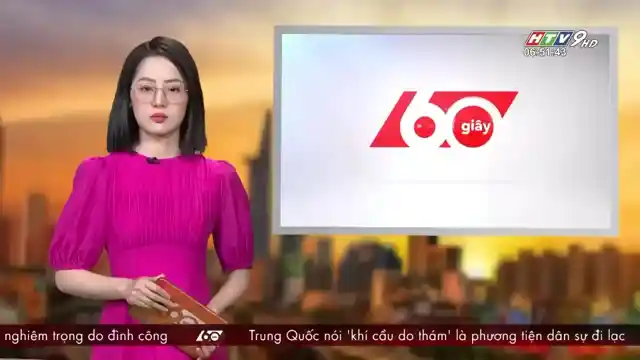 HTV9 HD
06:51:43
60 giây
nghiêm trọng do đình công 60 Trung Quốc nói 'khí cầu do thám' là phương tiện dân sự đi lạc